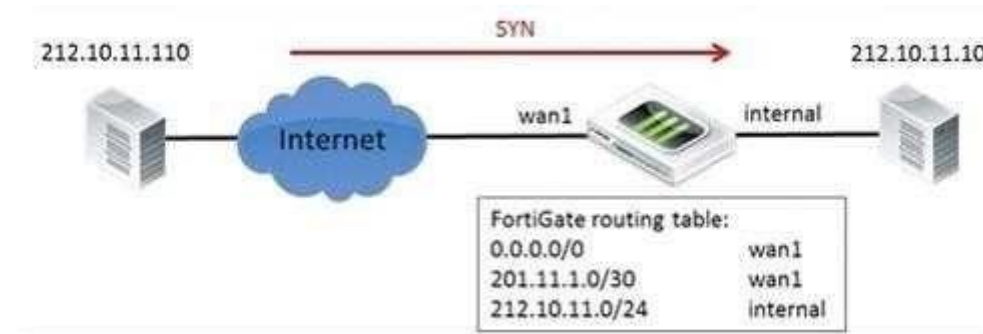 SYN
212.10.11.110
212.10.11.10
wan1
internal
Internet
FortiGate routing table:
0.0.0.0/0 wan1
201.11.1.0/30 wan1
212.10.11.0/24 internal